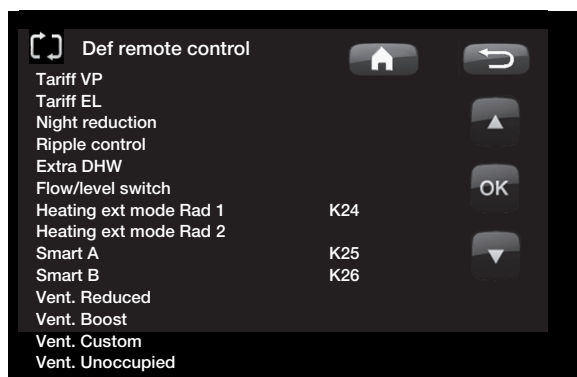 Def remote control
Tariff VP
Tariff EL
Night reduction
Ripple control
Extra DHW
Flow/level switch
OK
Heating ext mode Rad 1 K24
Heating ext mode Rad 2
Smart A K25
Smart B K26
Vent. Reduced
Vent. Boost
Vent. Custom
Vent. Unoccupied